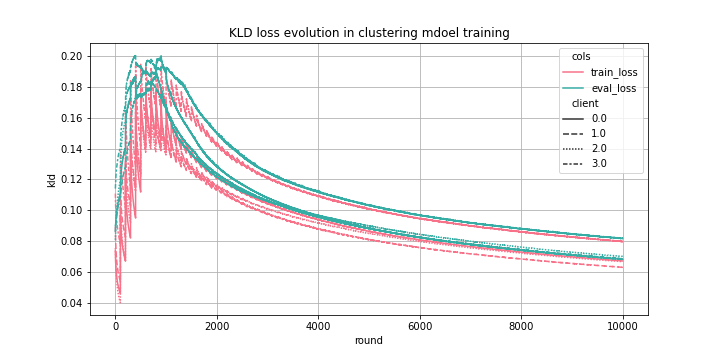 KLD loss evolution in clustering mdoel training
0.20
0.18
0.16
0.14
0.12
0.10
0.08
0.06
0.04
kld
0
2000
4000
6000
8000
10000
round
cols
train_loss
eval_loss
client
0.0
1.0
2.0
3.0